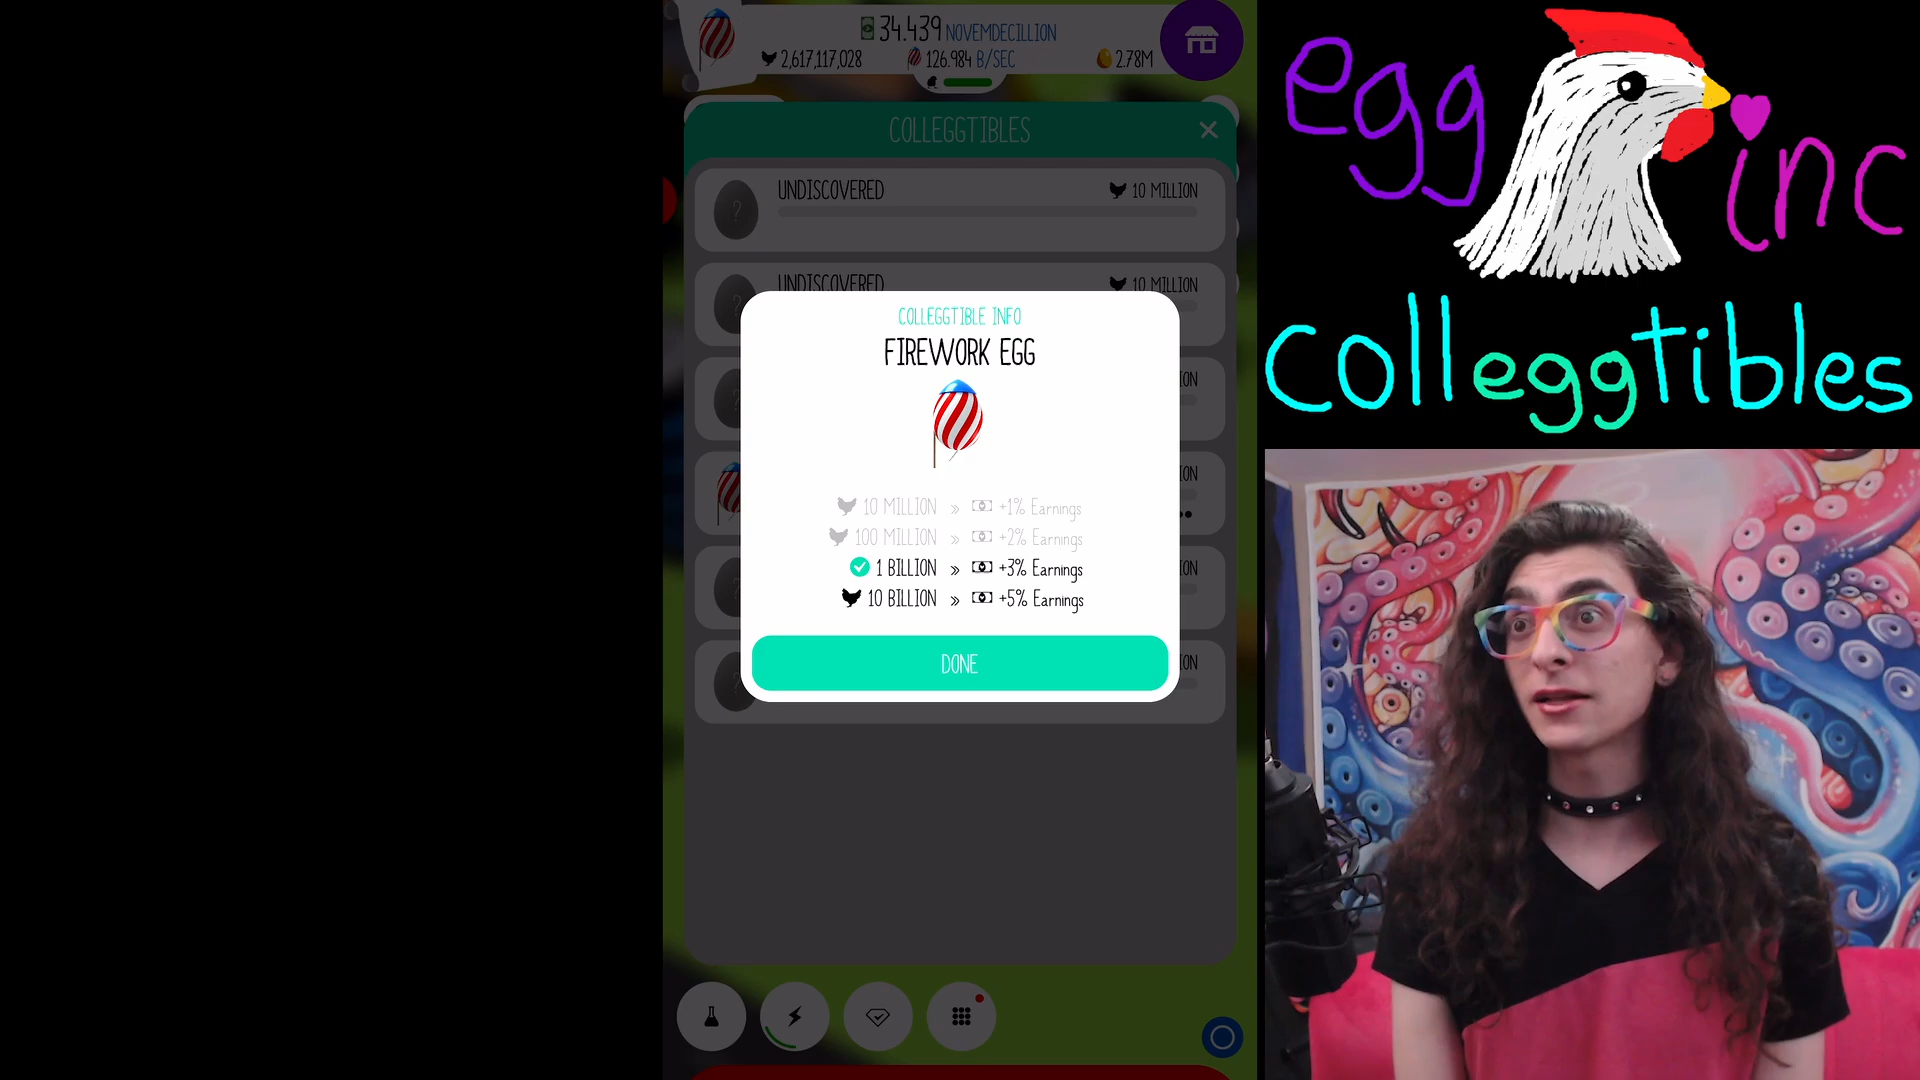 34.439 NOVEMDECILLION
2,617,117,028 126.984 B/SEC 2.78M
COLLEGGTIBLES
UNDISCOVERED 10 MILLION
?
UNDISCOVERED 10 MILLION
COLLEGGTIBLE INFO
FIREWORK EGG
10 MILLION » +1% Earnings
100 MILLION » +2% Earnings
1 BILLION » +3% Earnings
10 BILLION » +5% Earnings
DONE
egg inc
colleggtibles